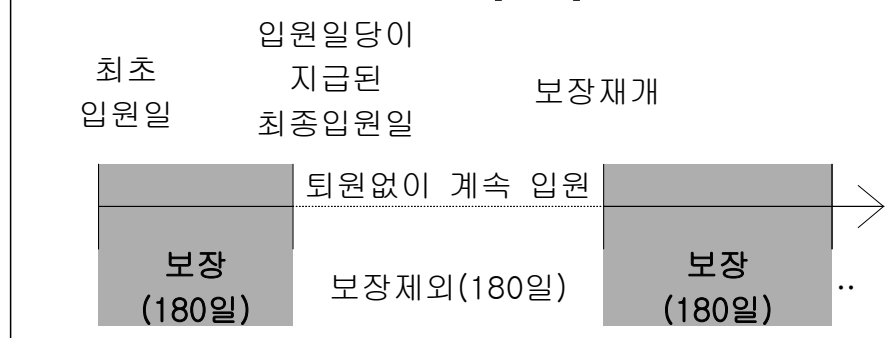 최초
입원일
입원일당이
지급된
최종입원일
보장재개
퇴원없이 계속 입원
보장
(180일)
보장제외(180일)
보장
(180일)
..